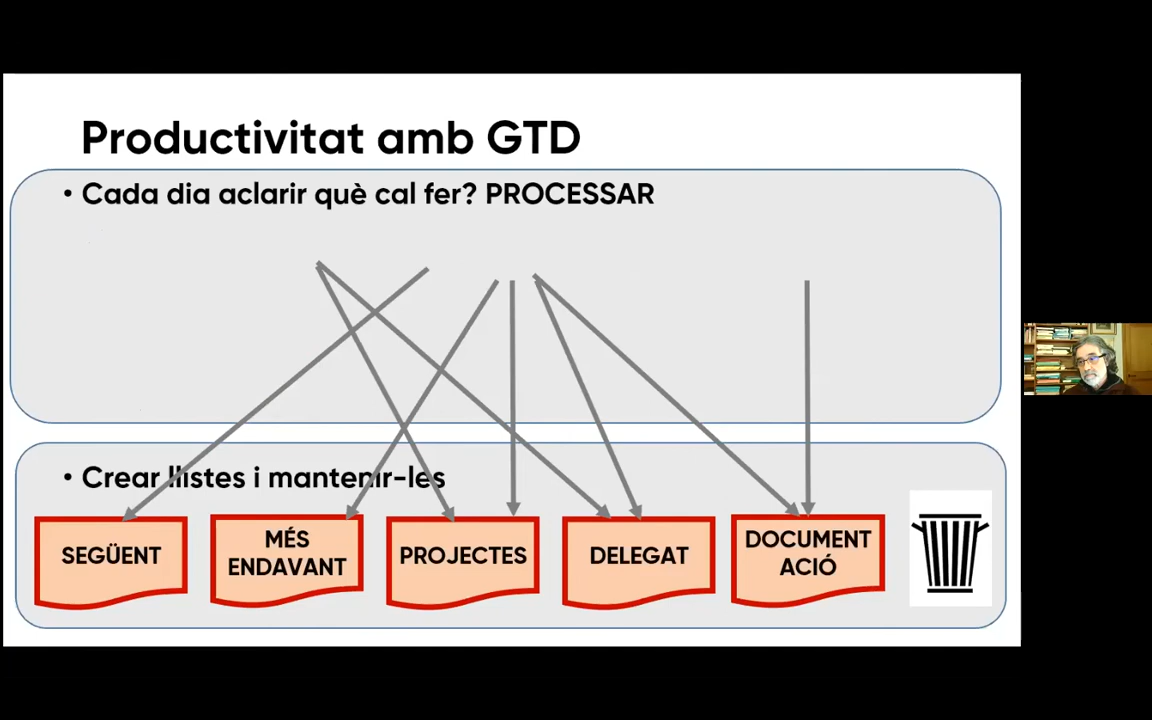 Productivitat amb GTD
• Cada dia aclarir què cal fer? PROCESSAR
• Crear llistes i mantenir-les
SEGÜENT
MÉS
ENDAVANT
PROJECTES
DELEGAT
DOCUMENT
ACIÓ